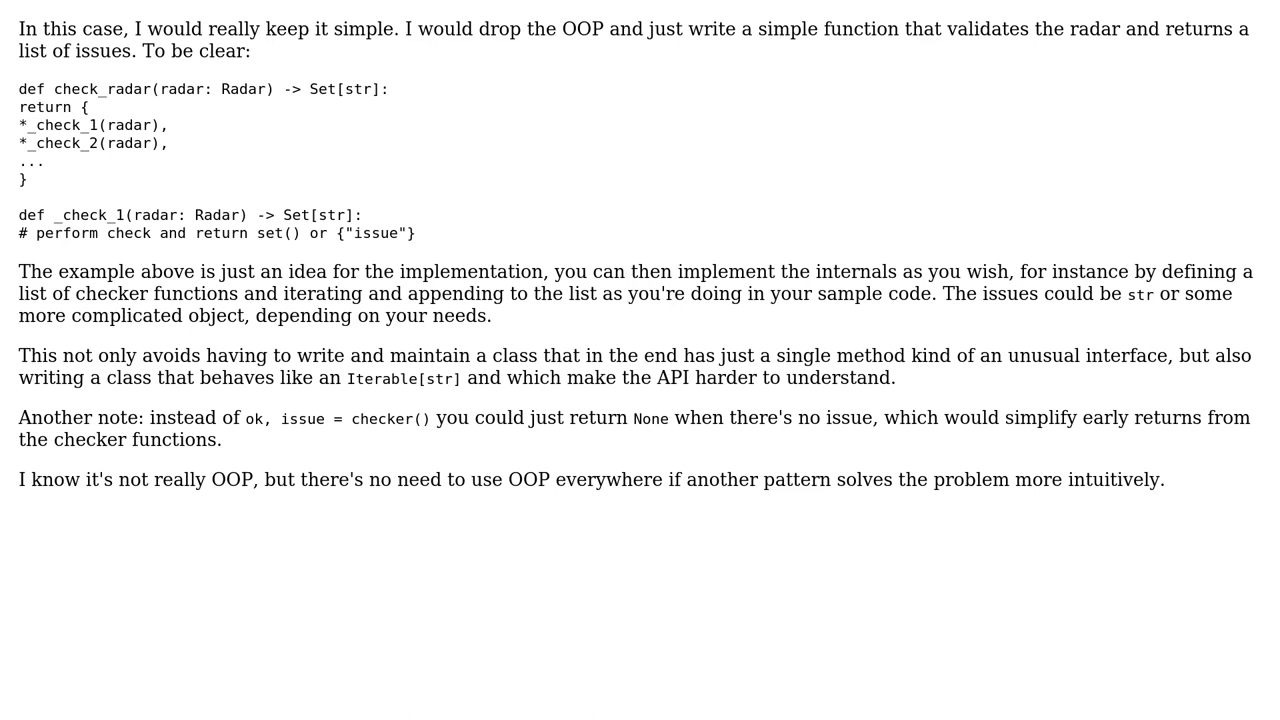 In this case, I would really keep it simple. I would drop the OOP and just write a simple function that validates the radar and returns a
list of issues. To be clear:
def check_radar(radar: Radar) -> Set[str]:
return {
*_check_1(radar),
*_check_2(radar),
...
}
def _check_1(radar: Radar) -> Set[str]:
# perform check and return set() or {"issue"}
The example above is just an idea for the implementation, you can then implement the internals as you wish, for instance by defining a
list of checker functions and iterating and appending to the list as you're doing in your sample code. The issues could be str or some
more complicated object, depending on your needs.
This not only avoids having to write and maintain a class that in the end has just a single method kind of an unusual interface, but also
writing a class that behaves like an Iterable[str] and which make the API harder to understand.
Another note: instead of ok, issue = checker() you could just return None when there's no issue, which would simplify early returns from
the checker functions.
I know it's not really OOP, but there's no need to use OOP everywhere if another pattern solves the problem more intuitively.